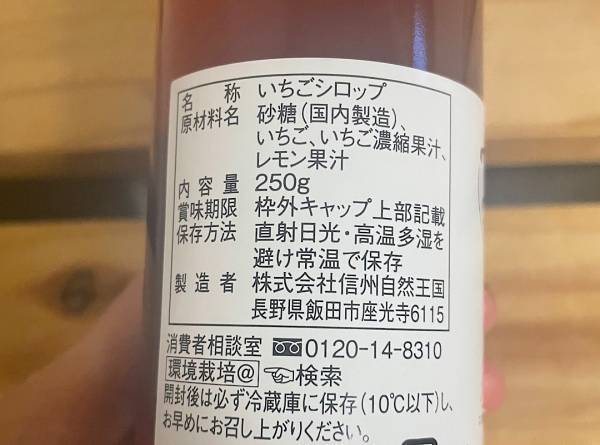 名称 いちごシロップ
原材料名 砂糖(国内製造)、
いちご、いちご濃縮果汁、
レモン果汁
内容量 250g
賞味期限 枠外キャップ上部記載
保存方法 直射日光・高温多湿を
避け常温で保存
製造者 株式会社信州自然王国
長野県飯田市座光寺6115
消費者相談室 0120-14-8310
環境栽培@ 検索
開封後は必ず冷蔵庫に保存(10℃以下)し、
お早めにお召し上がりください。